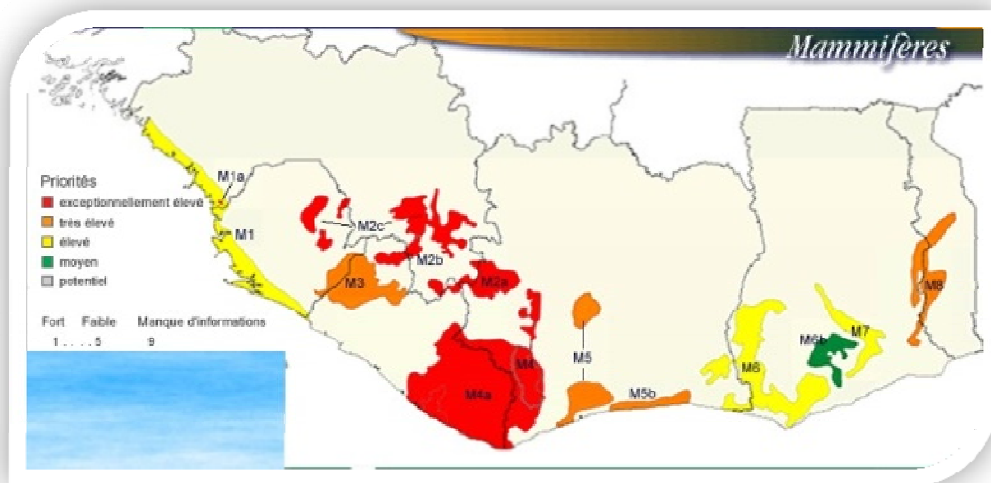 Mammifères
Priorités
exceptionnellement élevé
très élevé
élevé
moyen
potentiel
Fort Faible Manque d'informations
1....5 9
M1a
M1
M2c
M2b
M2a
M3
M4
M4a
M5
M5b
M6
M6b
M7
M8